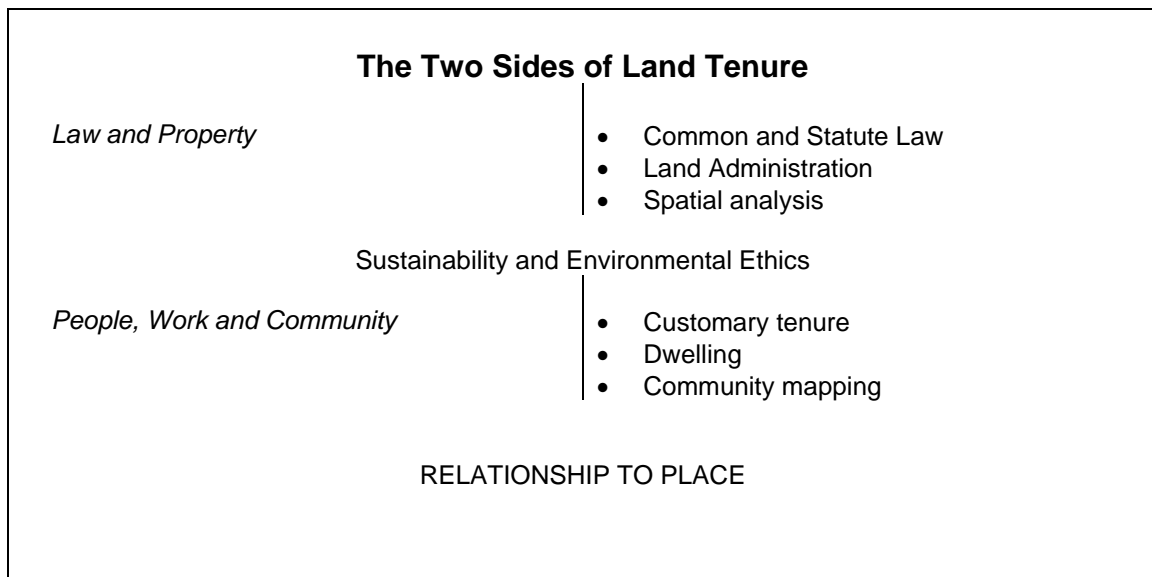 The Two Sides of Land Tenure
Law and Property
• Common and Statute Law
• Land Administration
• Spatial analysis
Sustainability and Environmental Ethics
People, Work and Community
• Customary tenure
• Dwelling
• Community mapping
RELATIONSHIP TO PLACE